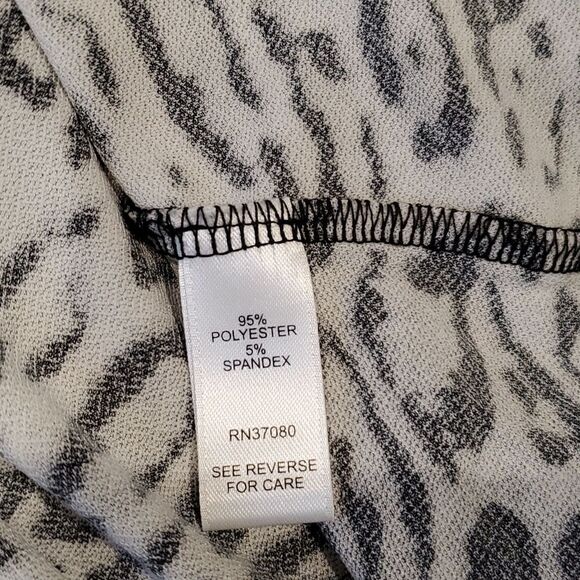 95%
POLYESTER
5%
SPANDEX
RN37080
SEE REVERSE
FOR CARE